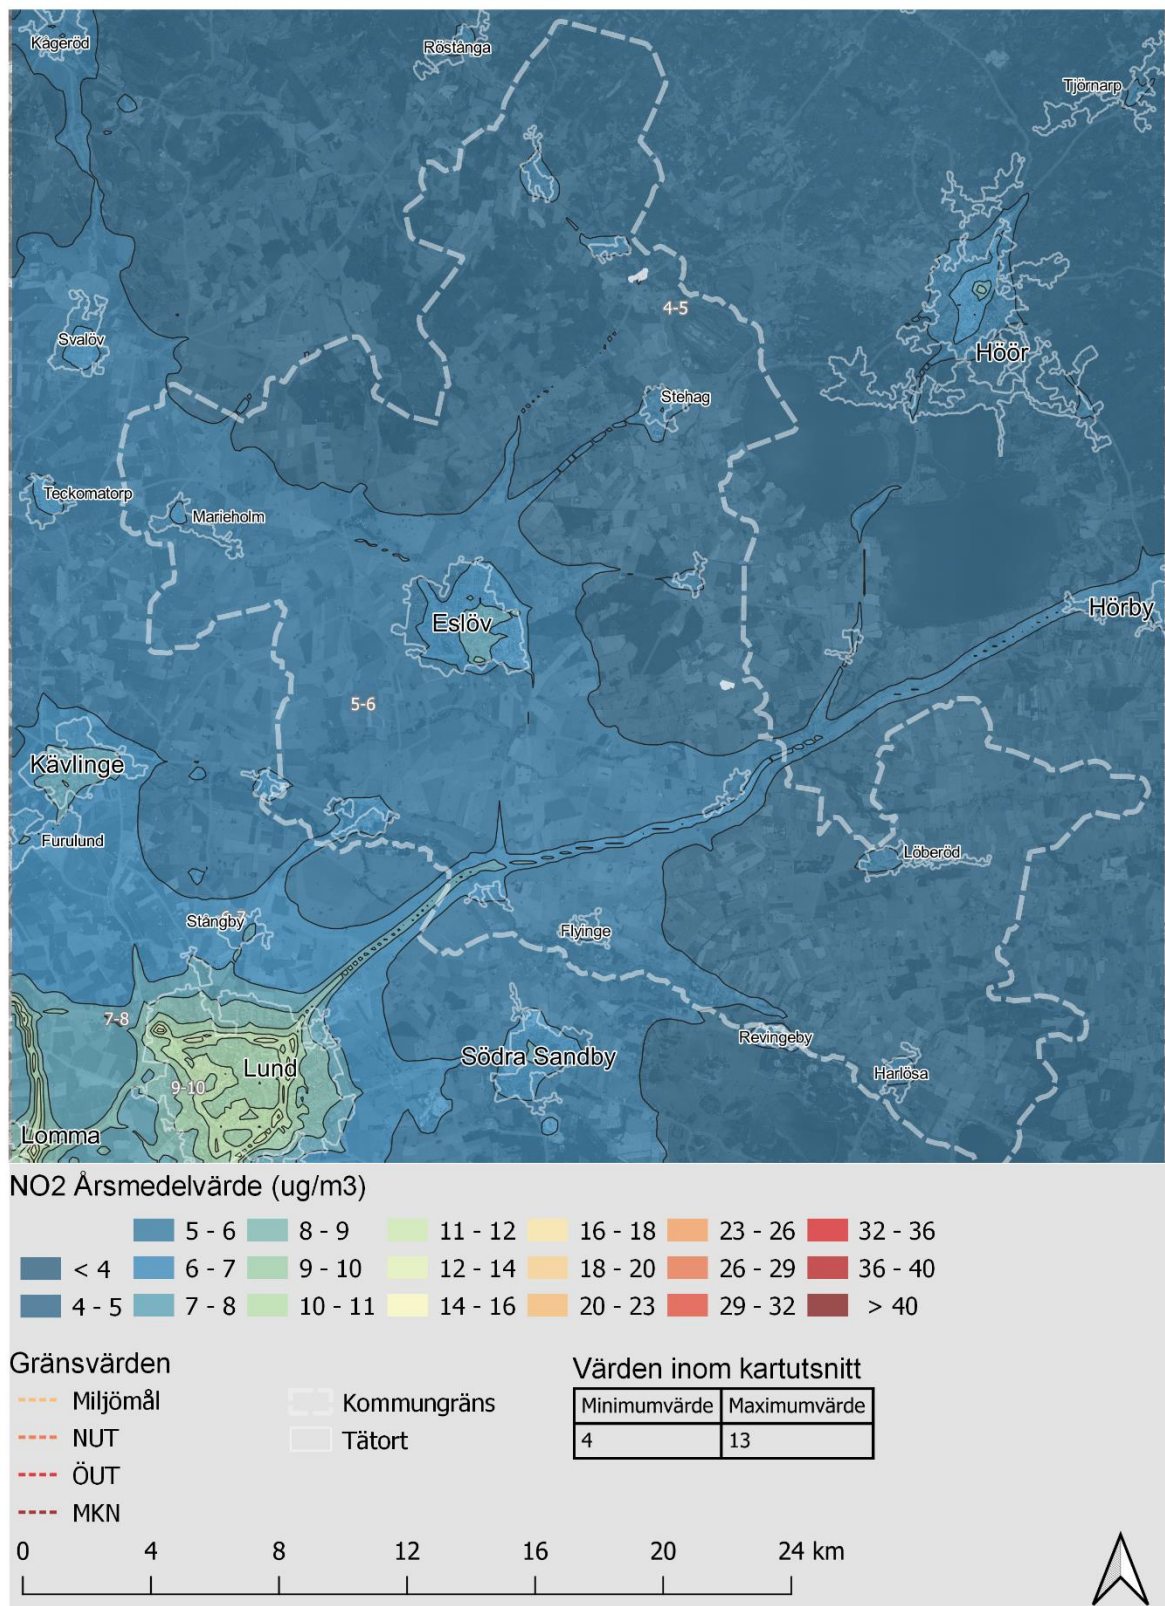 Kågeröd
Röstånga
Tjörnarp
4-5
Svalöv
Höör
Stehag
Teckomatorp
Marieholm
Eslöv
Hörby
5-6
Kävlinge
Furulund
Löberöd
Stångby
Flyinge
7-8
Revingeby
Södra Sandby
Lund
Harlösa
9-10
Lomma
NO2 Årsmedelvärde (ug/m3)
5 - 6 8 - 9 11 - 12 16 - 18 23 - 26 32 - 36
< 4 6 - 7 9 - 10 12 - 14 18 - 20 26 - 29 36 - 40
4 - 5 7 - 8 10 - 11 14 - 16 20 - 23 29 - 32 > 40
Gränsvärden
Värden inom kartutsnitt
Miljömål Kommungräns Minimumvärde Maximumvärde
NUT Tätort 4 13
ÖUT
MKN
0 4 8 12 16 20 24 km